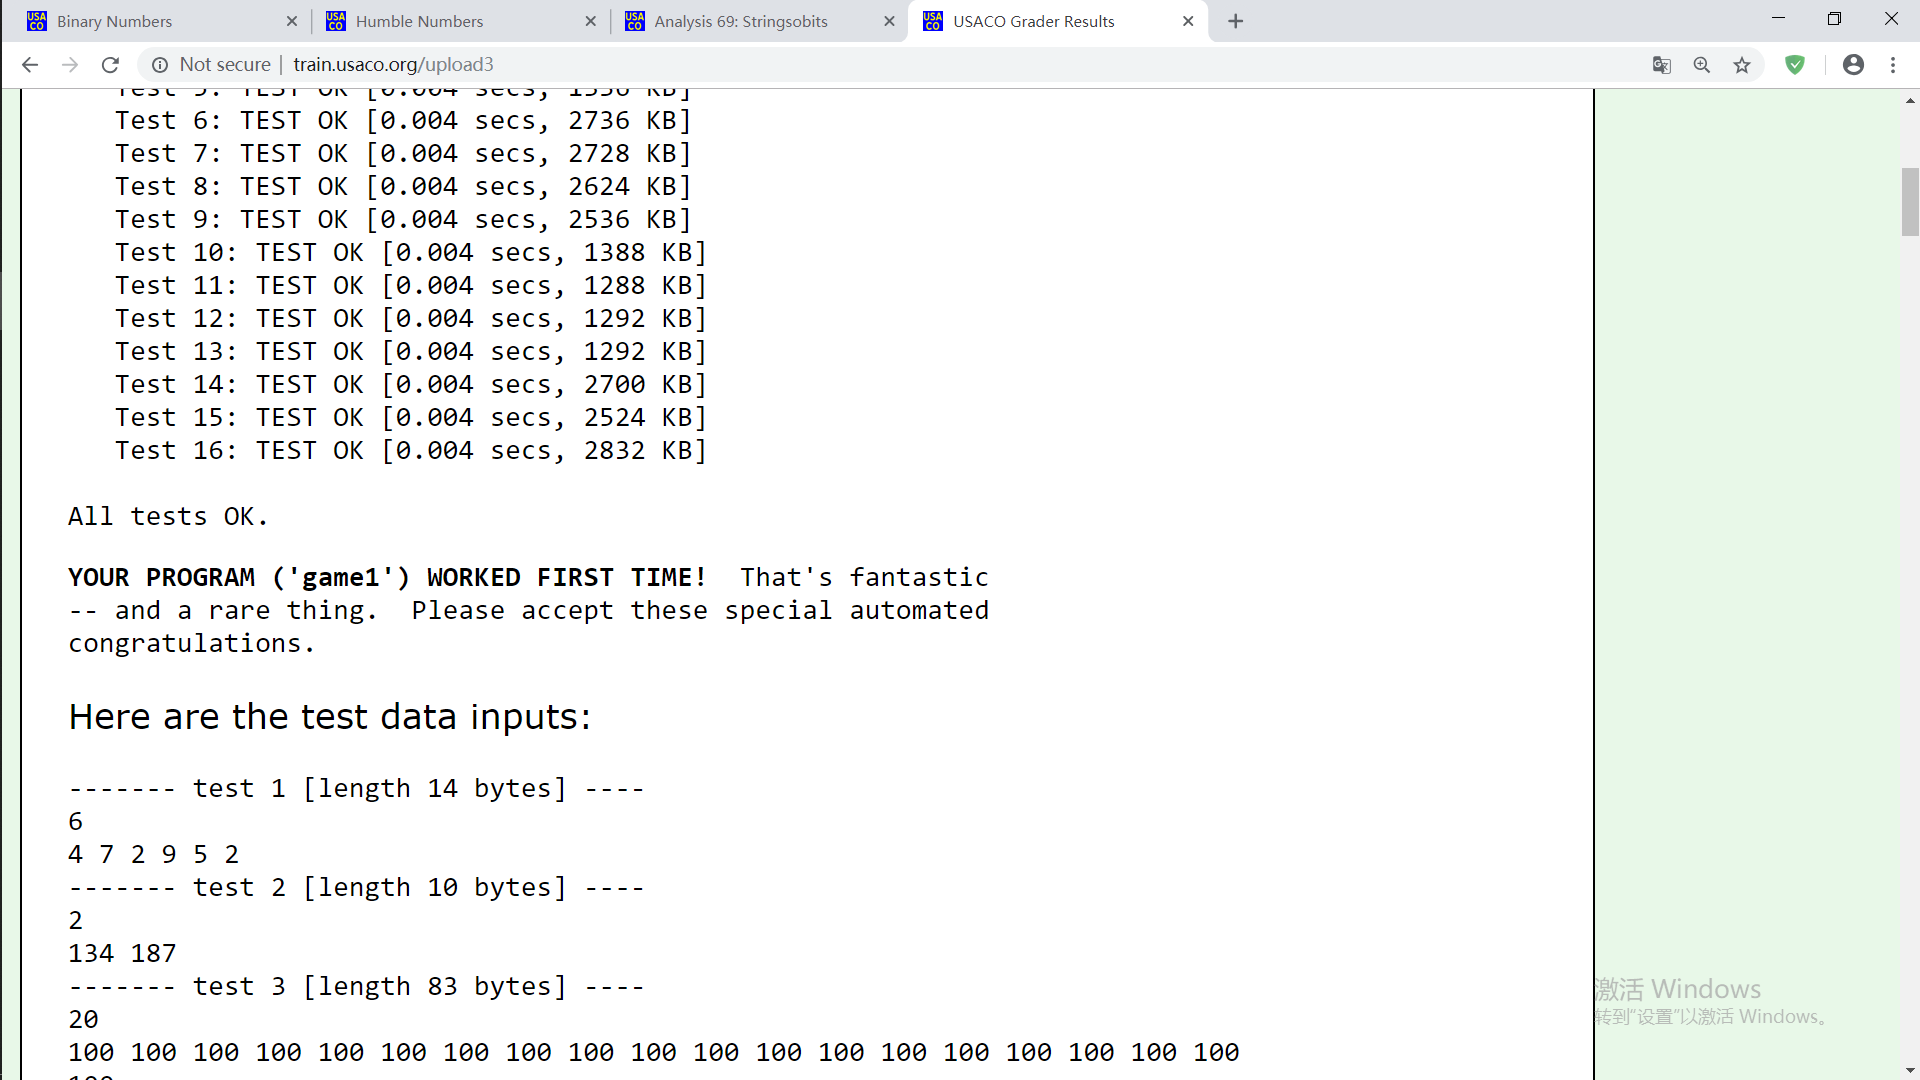 Binary Numbers
Humble Numbers
Analysis 69: Stringsobits
USACO Grader Results
Not secure | train.usaco.org/upload3
Test 5: TEST OK [0.004 secs, 1336 KB]
Test 6: TEST OK [0.004 secs, 2736 KB]
Test 7: TEST OK [0.004 secs, 2728 KB]
Test 8: TEST OK [0.004 secs, 2624 KB]
Test 9: TEST OK [0.004 secs, 2536 KB]
Test 10: TEST OK [0.004 secs, 1388 KB]
Test 11: TEST OK [0.004 secs, 1288 KB]
Test 12: TEST OK [0.004 secs, 1292 KB]
Test 13: TEST OK [0.004 secs, 1292 KB]
Test 14: TEST OK [0.004 secs, 2700 KB]
Test 15: TEST OK [0.004 secs, 2524 KB]
Test 16: TEST OK [0.004 secs, 2832 KB]
All tests OK.
YOUR PROGRAM ('game1') WORKED FIRST TIME! That's fantastic
-- and a rare thing. Please accept these special automated
congratulations.
Here are the test data inputs:
------- test 1 [length 14 bytes] ----
6
4 7 2 9 5 2
------- test 2 [length 10 bytes] ----
2
134 187
------- test 3 [length 83 bytes] ----
20
100 100 100 100 100 100 100 100 100 100 100 100 100 100 100 100 100 100 100
100
激活 Windows
转到"设置"以激活 Windows。